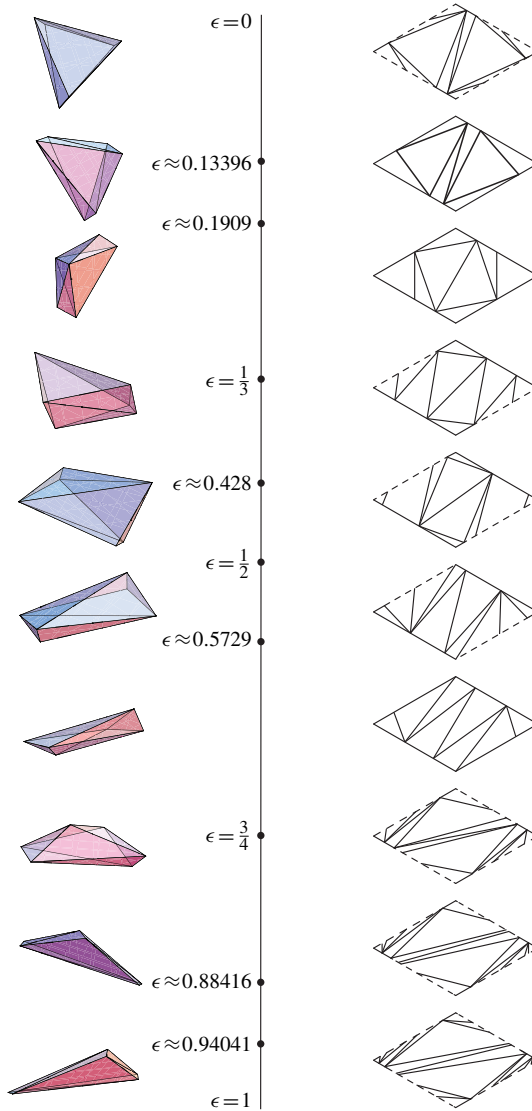 ϵ = 0
ϵ ≈ 0.13396
ϵ ≈ 0.1909
ϵ = 1/3
ϵ ≈ 0.428
ϵ = 1/2
ϵ ≈ 0.5729
ϵ = 3/4
ϵ ≈ 0.88416
ϵ ≈ 0.94041
ϵ = 1